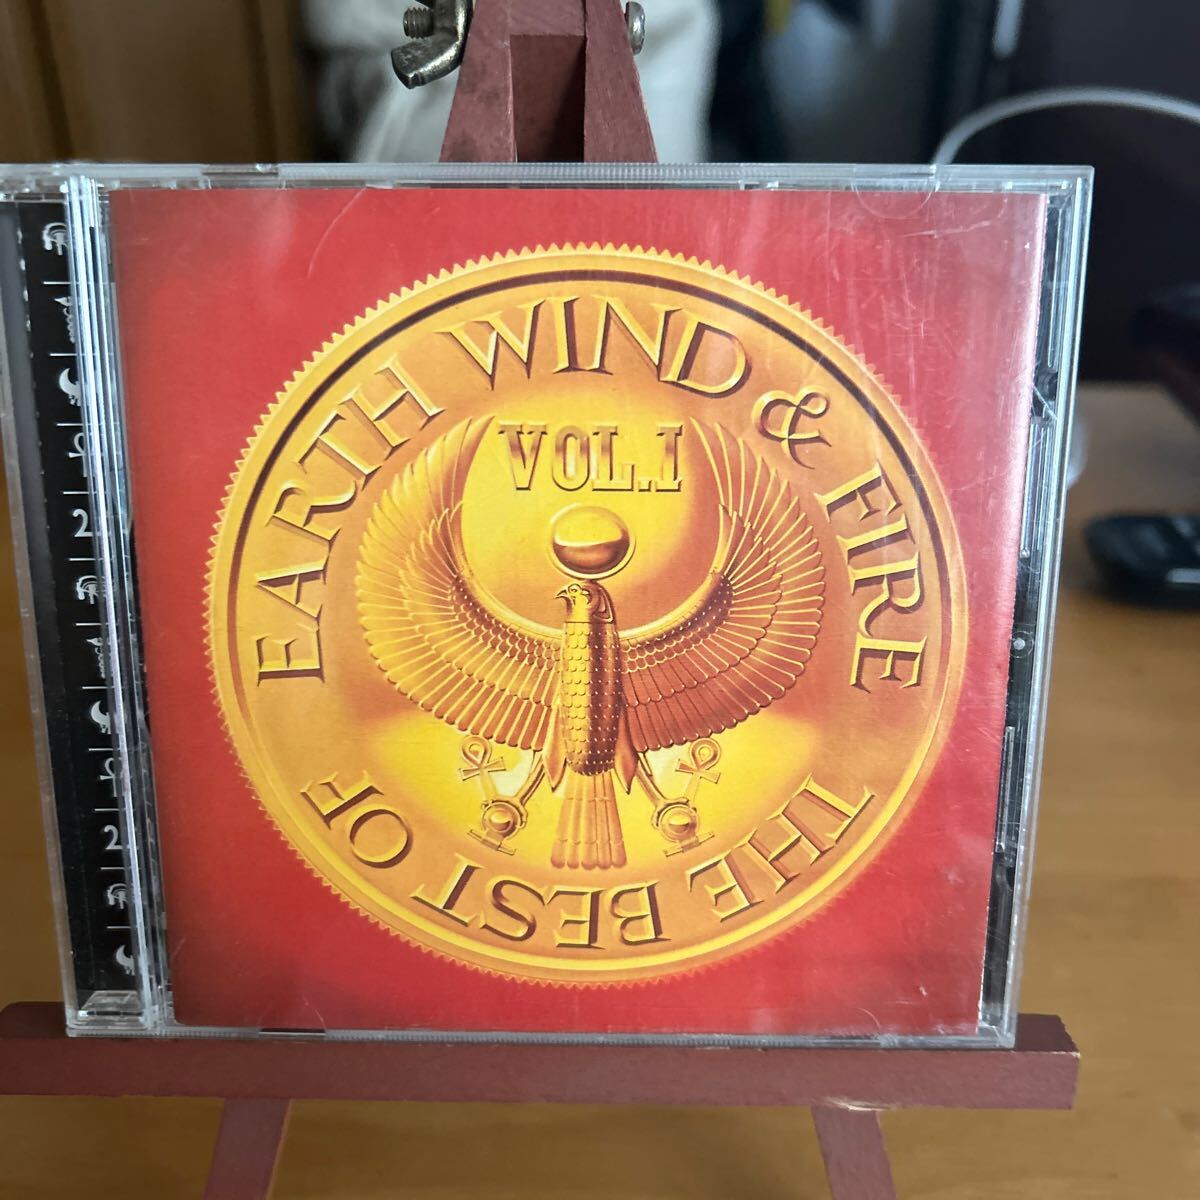 THE BEST OF
EARTH WIND & FIRE
VOL.I